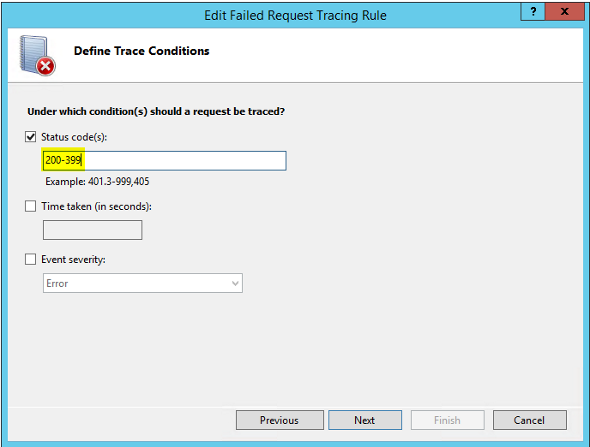 Edit Failed Request Tracing Rule
? x
Define Trace Conditions
Under which condition(s) should a request be traced?
Status code(s):
200-399
Example: 401.3-999,405
Time taken (in seconds):
Event severity:
Error
Previous Next Finish Cancel